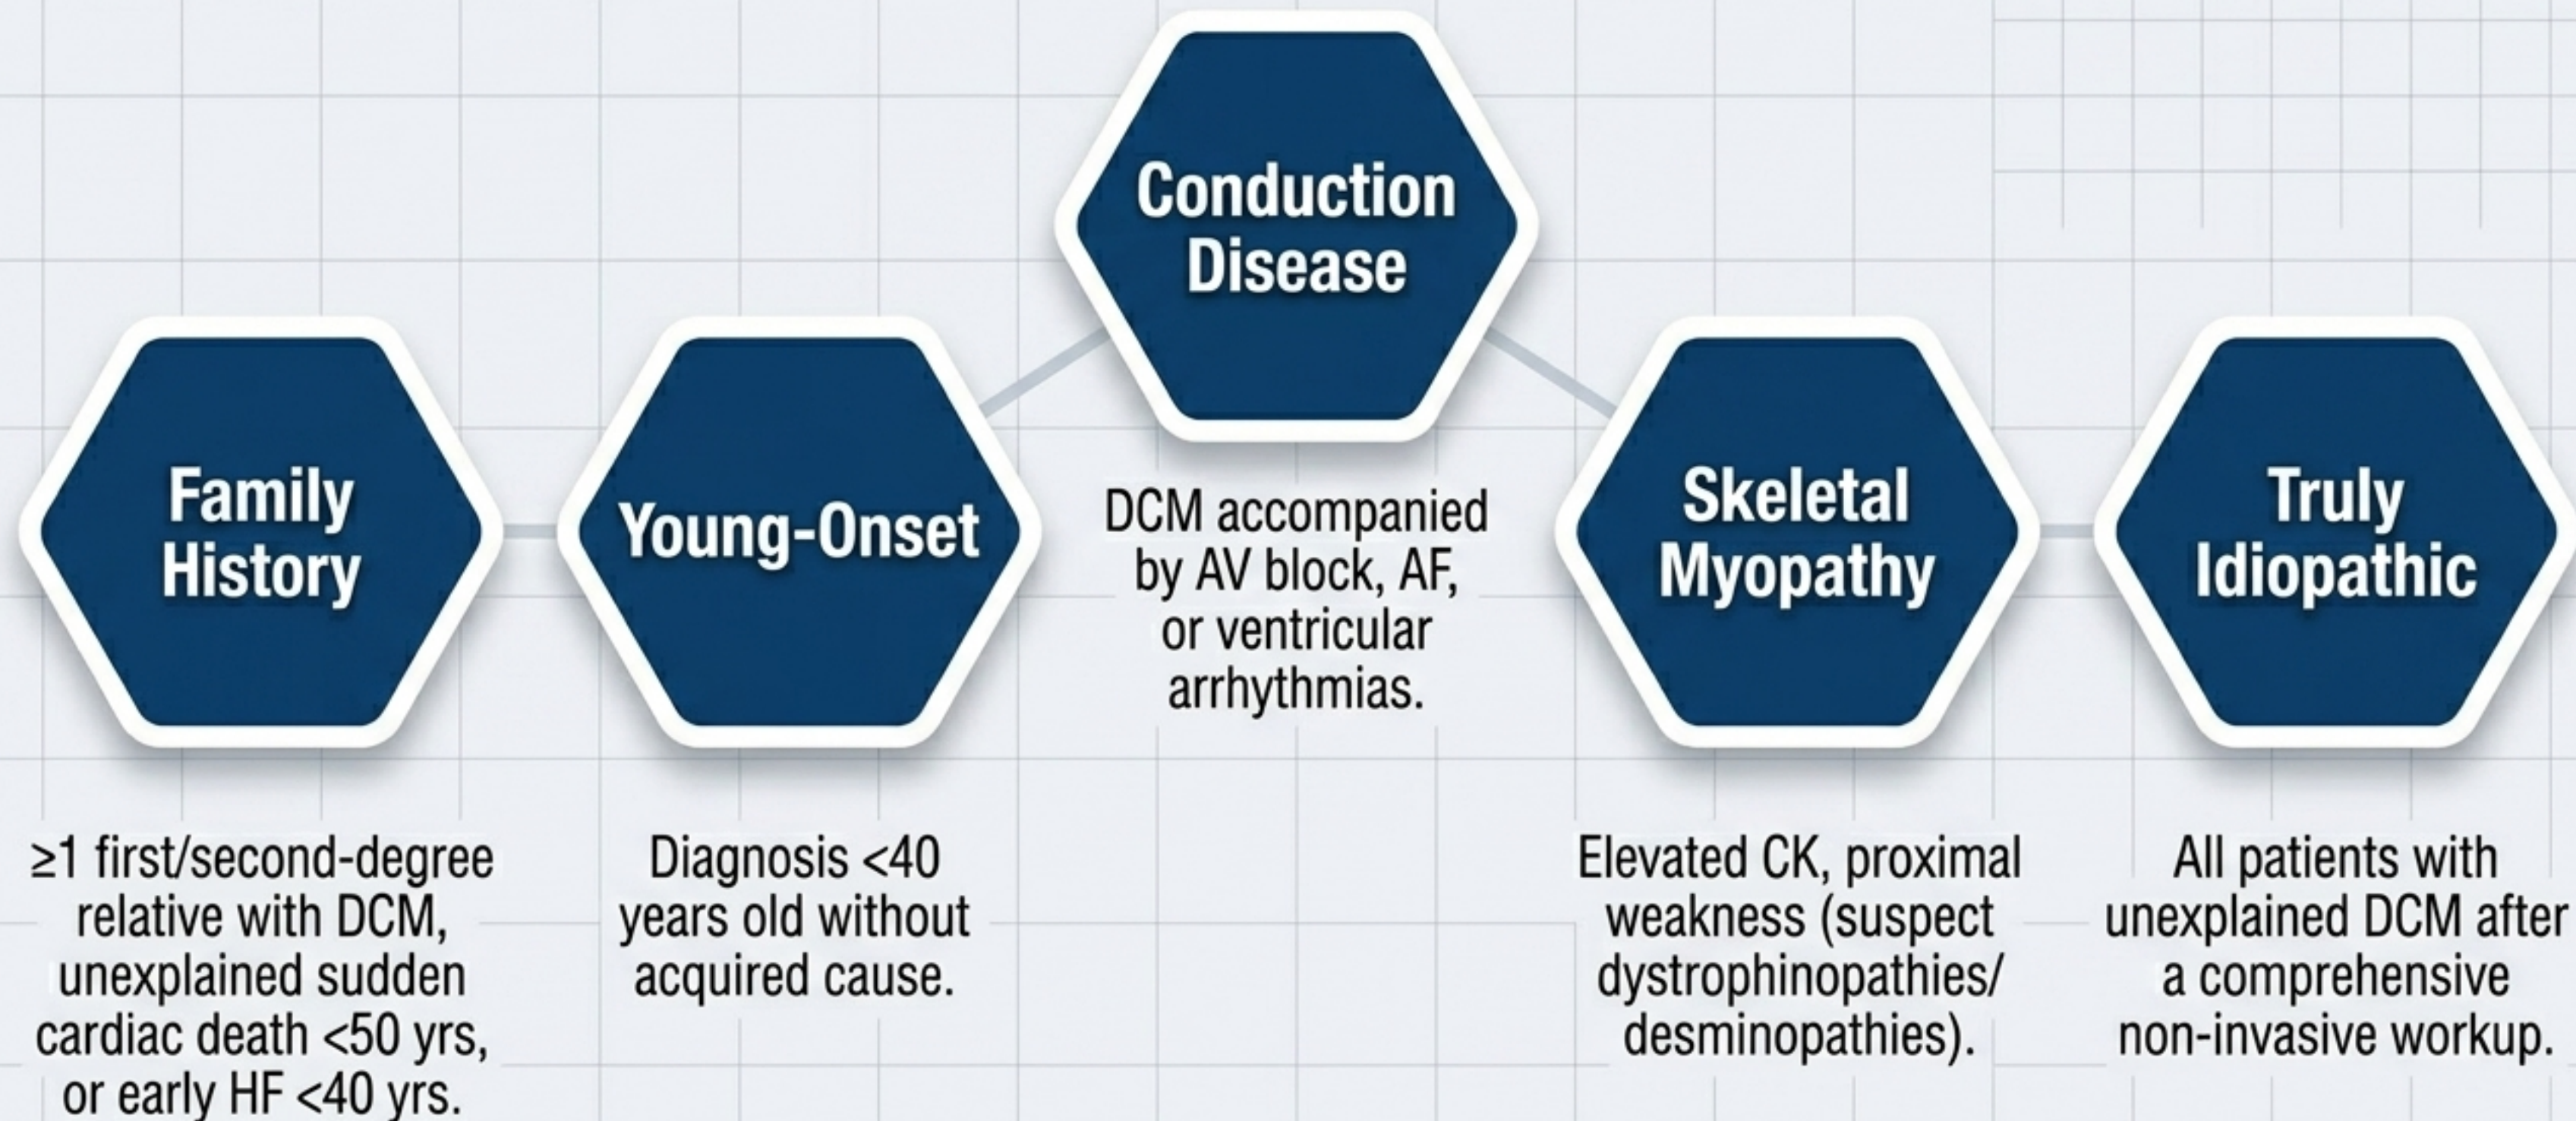 Family
History
≥1 first/second-degree
relative with DCM,
unexplained sudden
cardiac death <50 yrs,
or early HF <40 yrs.
Young-Onset
Diagnosis <40
years old without
acquired cause.
Conduction
Disease
DCM accompanied
by AV block, AF,
or ventricular
arrhythmias.
Skeletal
Myopathy
Elevated CK, proximal
weakness (suspect
dystrophinopathies/
desminopathies).
Truly
Idiopathic
All patients with
unexplained DCM after
a comprehensive
non-invasive workup.